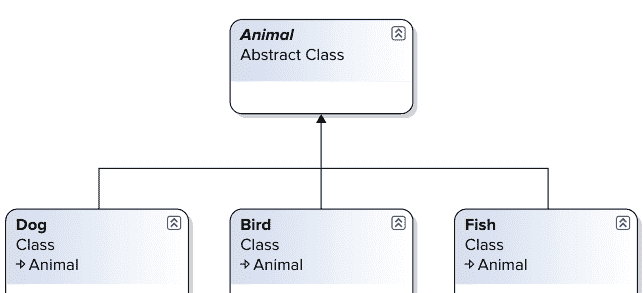 Animal
Abstract Class
Dog
Class
Animal
Bird
Class
Animal
Fish
Class
Animal